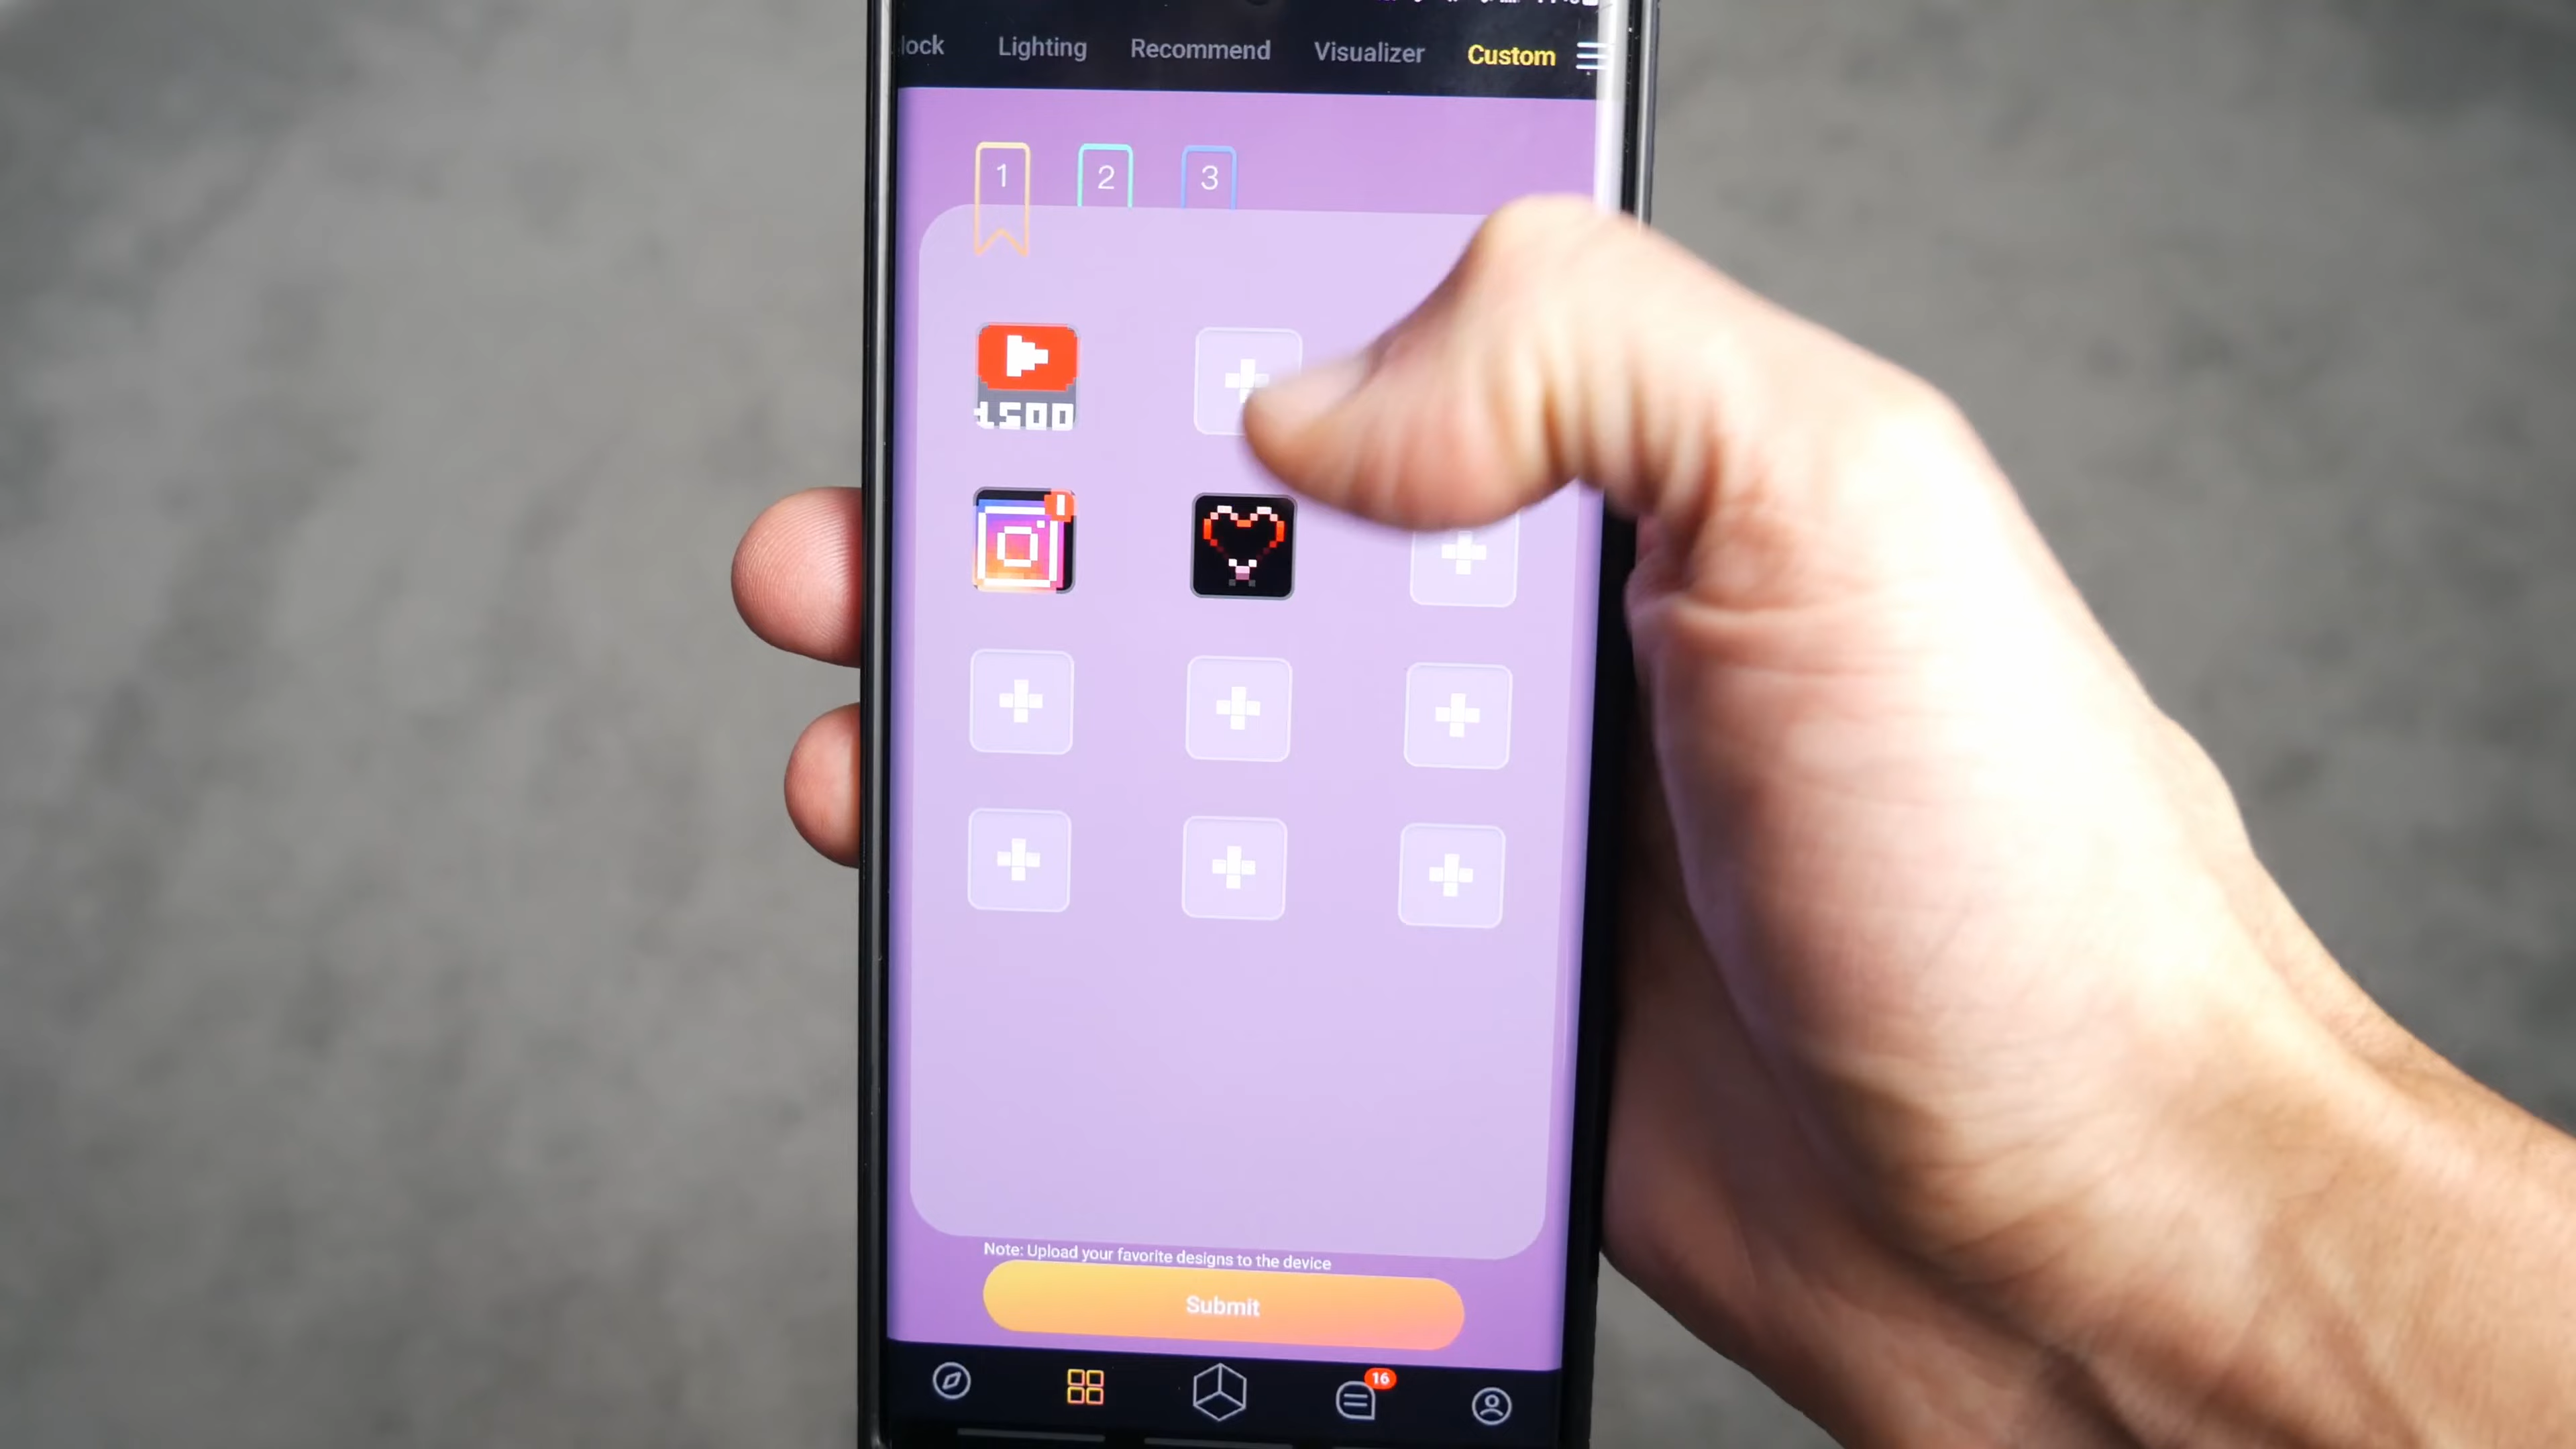 lock Lighting Recommend Visualizer Custom
1 2 3
1500
Note: Upload your favorite designs to the device
Submit
16